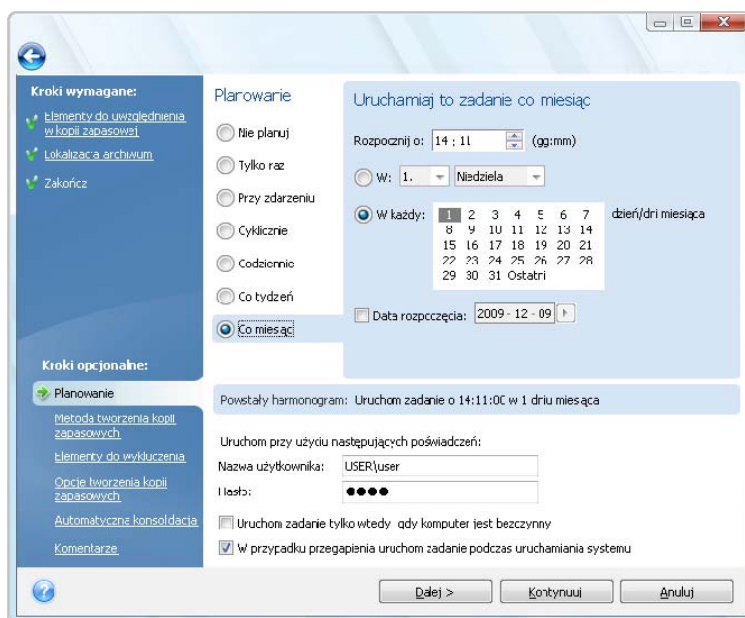 Kroki wymagane:
Elementy do uwzględnienia
w kopii zapasowej
Lokalizacja archiwum
Zakończ
Kroki opcjonalne:
Planowanie
Metoda tworzenia kopii
zapasowych
Elementy do wykluczenia
Opcje tworzenia kopii
zapasowych
Automatyczna konsolidacja
Komentarze
Planowanie
Nie planuj
Tylko raz
Przy zdarzeniu
Cyklicznie
Codziennie
Co tydzień
Co miesiąc
Uruchamiaj to zadanie co miesiąc
Rozpocznij o: 14 : 11 (gg:mm)
W: 1. Niedziela
W każdy: 1 2 3 4 5 6 7 dzień/dni miesiąca
8 9 10 11 12 13 14
15 16 17 18 19 20 21
22 23 24 25 26 27 28
29 30 31 Ostatni
Data rozpoczęcia: 2009 - 12 - 09
Powstały harmonogram: Uruchom zadanie o 14:11:00 w 1 dniu miesiąca
Uruchom przy użyciu następujących poświadczeń:
Nazwa użytkownika: USER\user
Hasło: ●●●●
Uruchom zadanie tylko wtedy, gdy komputer jest bezczynny
W przypadku przegapienia uruchom zadanie podczas uruchamiania systemu
Dalej > Kontynuuj Anuluj